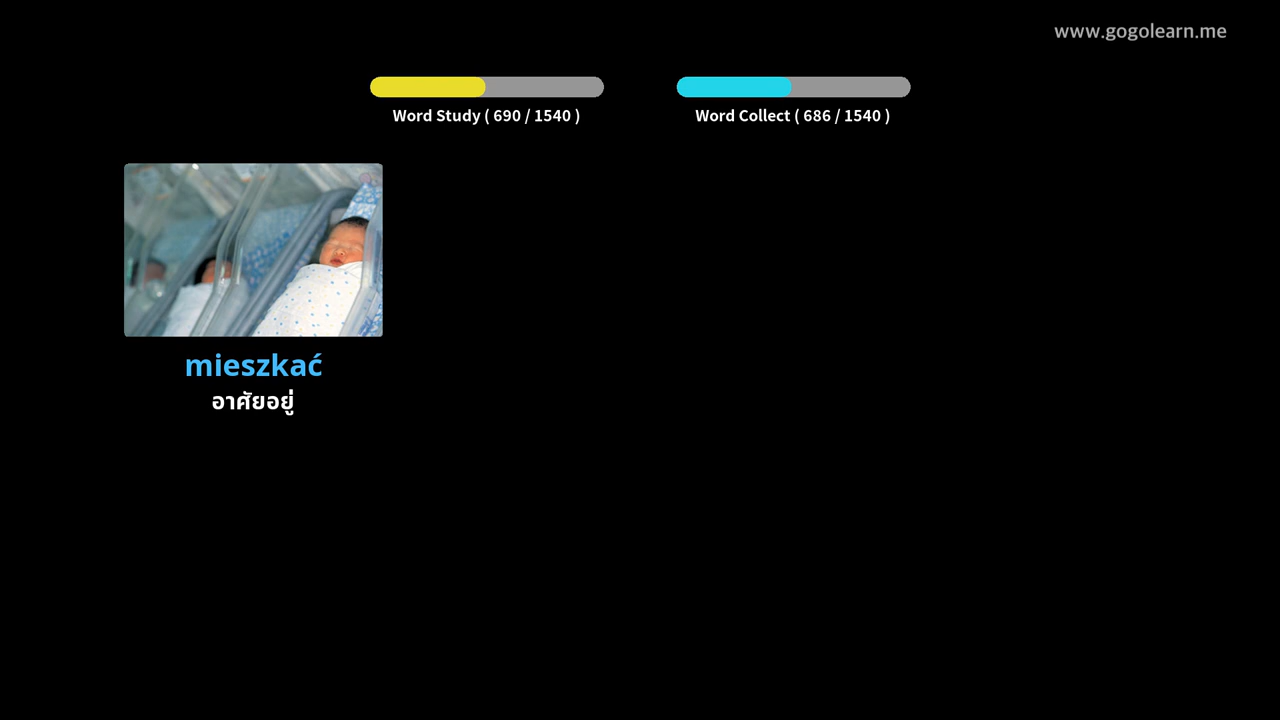 www.gogolearn.me
Word Study ( 690 / 1540 )
Word Collect ( 686 / 1540 )
mieszkać
อาศัยอยู่